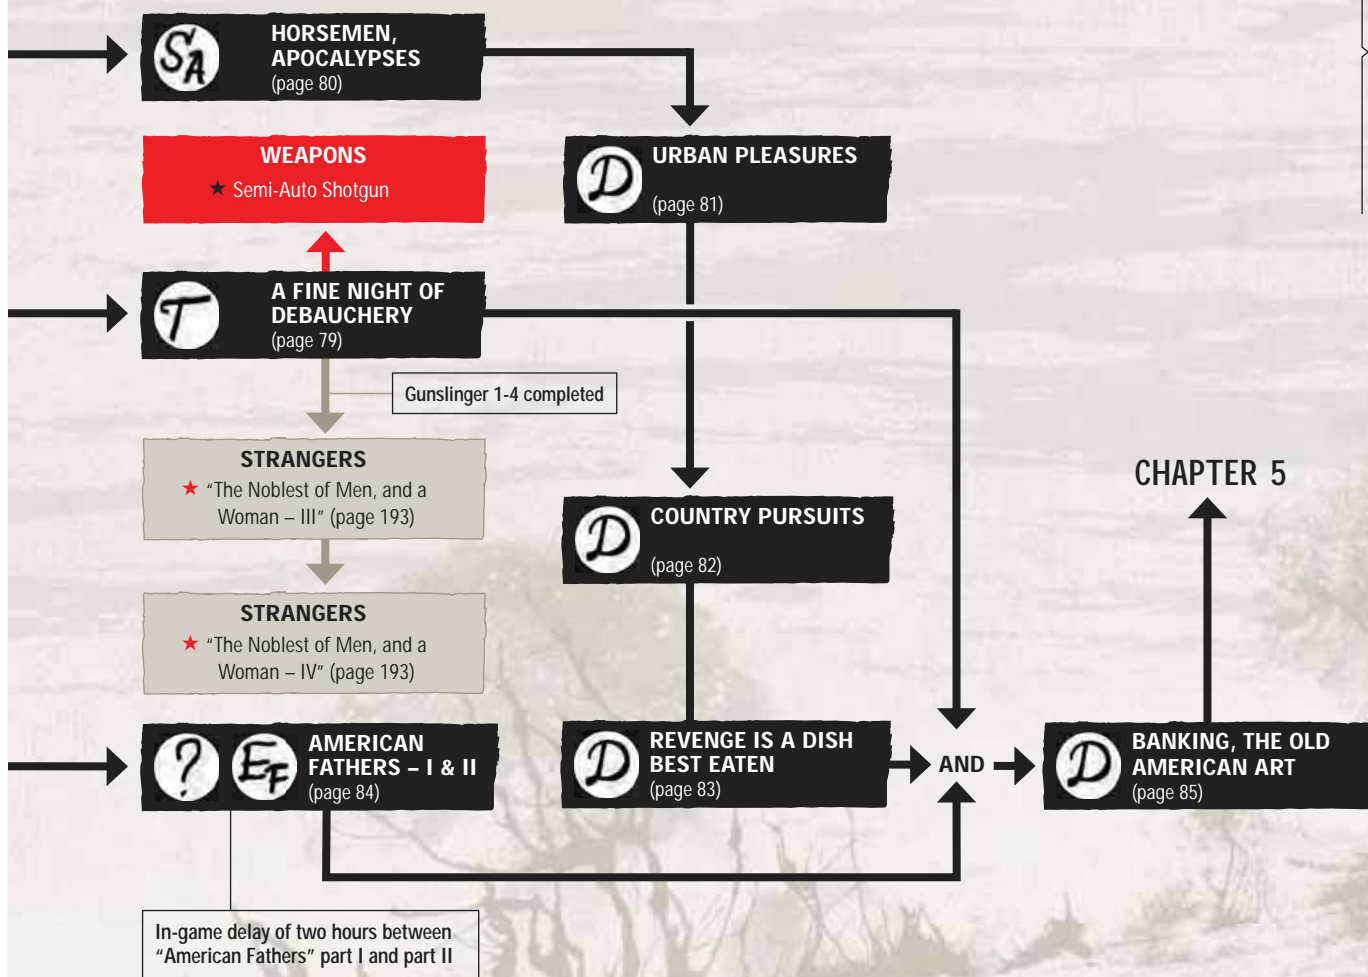 SA
HORSEMEN,
APOCALYPSES
(page 80)
WEAPONS
★ Semi-Auto Shotgun
D
URBAN PLEASURES
(page 81)
T
A FINE NIGHT OF
DEBAUCHERY
(page 79)
Gunslinger 1-4 completed
STRANGERS
★ “The Noblest of Men, and a
Woman – III” (page 193)
D
COUNTRY PURSUITS
(page 82)
CHAPTER 5
STRANGERS
★ “The Noblest of Men, and a
Woman – IV” (page 193)
?
EF
AMERICAN
FATHERS – I & II
(page 84)
D
REVENGE IS A DISH
BEST EATEN
(page 83)
AND
D
BANKING, THE OLD
AMERICAN ART
(page 85)
In-game delay of two hours between
“American Fathers” part I and part II